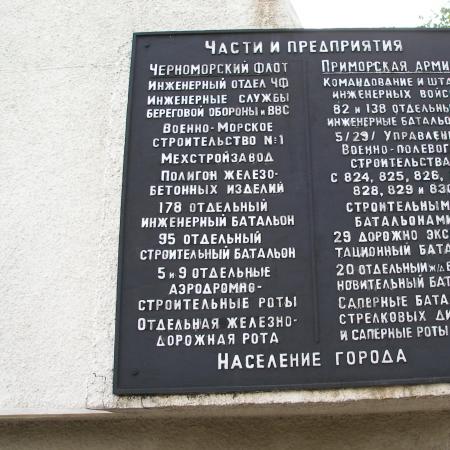 Части и предприятия
Черноморский флот
Инженерный отдел ЧФ
Инженерные службы
береговой обороны и ВВС
Военно-Морское
строительство №1
Мехстройзавод
Полигон железо-
бетонных изделий
178 отдельный
инженерный батальон
95 отдельный
строительный батальон
5 и 9 отдельные
аэродромно-
строительные роты
Отдельная железно-
дорожная рота
Приморская арми
Командование и шта
инженерных войс
82 и 138 отдельны
инженерные батальо
5/29/ Управлени
Военно-полевог
строительства
с 824, 825, 826,
828, 829 и 830
строительным
батальонами
29 дорожно экс
тационный бата
20 отдельный ж/д в
новительный бат
Саперные бата
стрелковых ди
и саперные роты
Население города